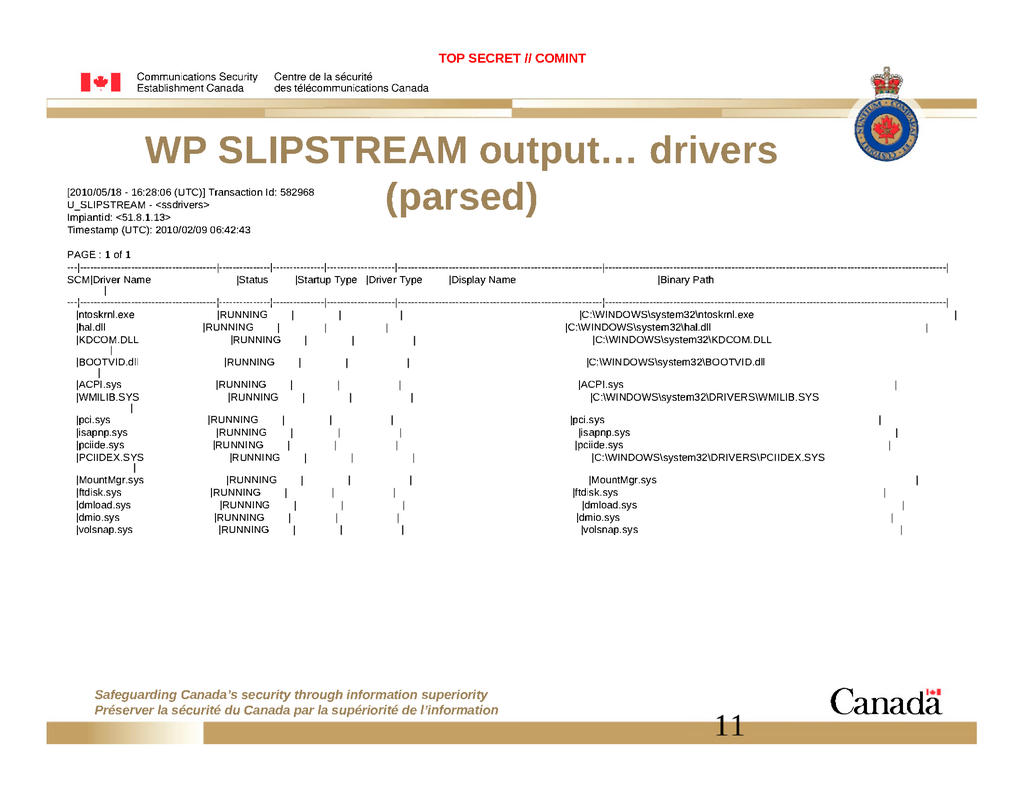 TOP SECRET // COMINT
Communications Security Establishment Canada
Centre de la sécurité des télécommunications Canada
WP SLIPSTREAM output… drivers
(parsed)
[2010/05/18 - 16:28:06 (UTC)] Transaction Id: 582968
U_SLIPSTREAM - <ssdrivers>
Implantid: <51.8.1.13>
Timestamp (UTC): 2010/02/09 06:42:43
PAGE : 1 of 1
SCM|Driver Name |Status |Startup Type |Driver Type |Display Name |Binary Path |
|ntoskrnl.exe |RUNNING | | | |C:\WINDOWS\system32\ntoskrnl.exe |
|hal.dll |RUNNING | | | |C:\WINDOWS\system32\hal.dll |
|KDCOM.DLL |RUNNING | | | |C:\WINDOWS\system32\KDCOM.DLL |
|BOOTVID.dll |RUNNING | | | |C:\WINDOWS\system32\BOOTVID.dll |
|ACPI.sys |RUNNING | | | |ACPI.sys |
|WMILIB.SYS |RUNNING | | | |C:\WINDOWS\system32\DRIVERS\WMILIB.SYS |
|pci.sys |RUNNING | | | |pci.sys |
|isapnp.sys |RUNNING | | | |isapnp.sys |
|pciide.sys |RUNNING | | | |pciide.sys |
|PCIIDEX.SYS |RUNNING | | | |C:\WINDOWS\system32\DRIVERS\PCIIDEX.SYS |
|MountMgr.sys |RUNNING | | | |MountMgr.sys |
|ftdisk.sys |RUNNING | | | |ftdisk.sys |
|dmload.sys |RUNNING | | | |dmload.sys |
|dmio.sys |RUNNING | | | |dmio.sys |
|volsnap.sys |RUNNING | | | |volsnap.sys |
Safeguarding Canada's security through information superiority
Préserver la sécurité du Canada par la supériorité de l'information
Canada
11